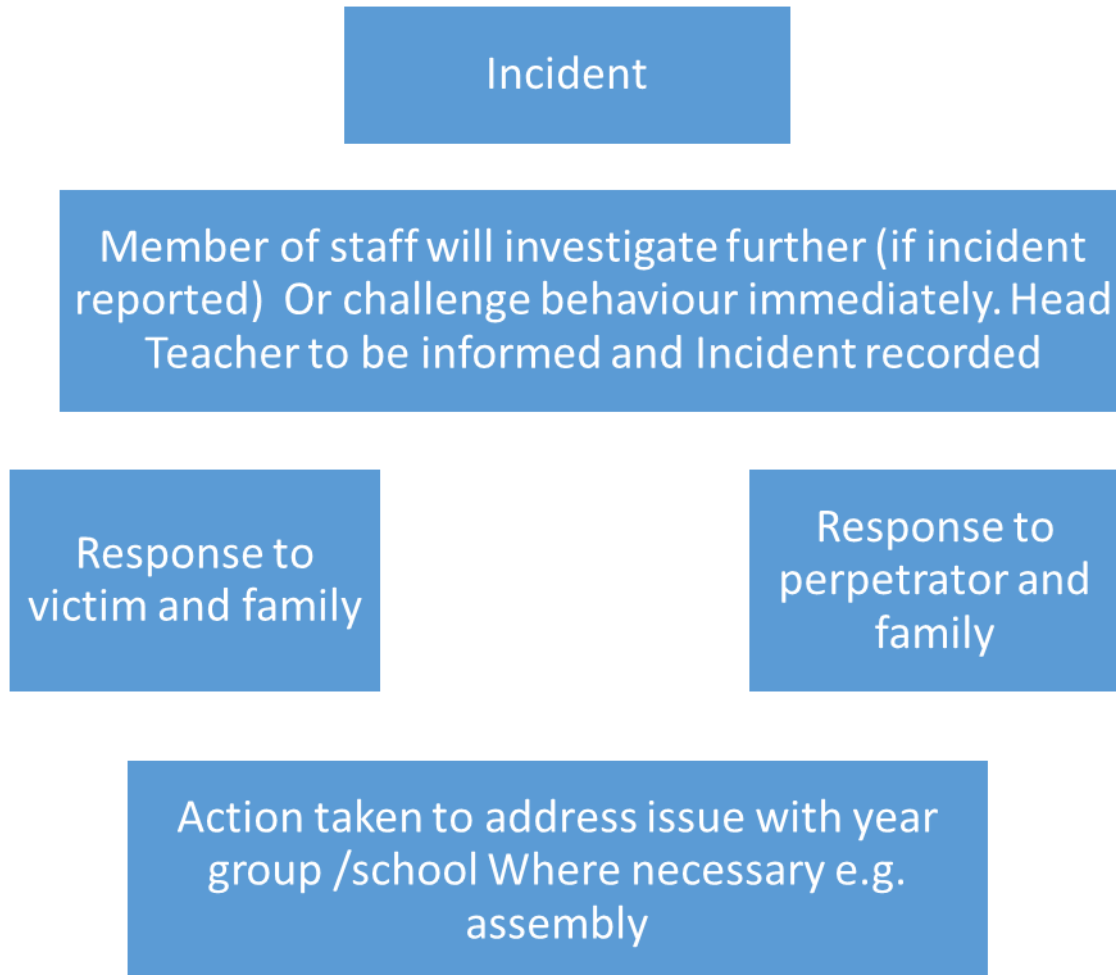 Incident
Member of staff will investigate further (if incident
reported)  Or challenge behaviour immediately. Head
Teacher to be informed and Incident recorded
Response to
victim and family
Response to
perpetrator and
family
Action taken to address issue with year
group /school Where necessary e.g.
assembly